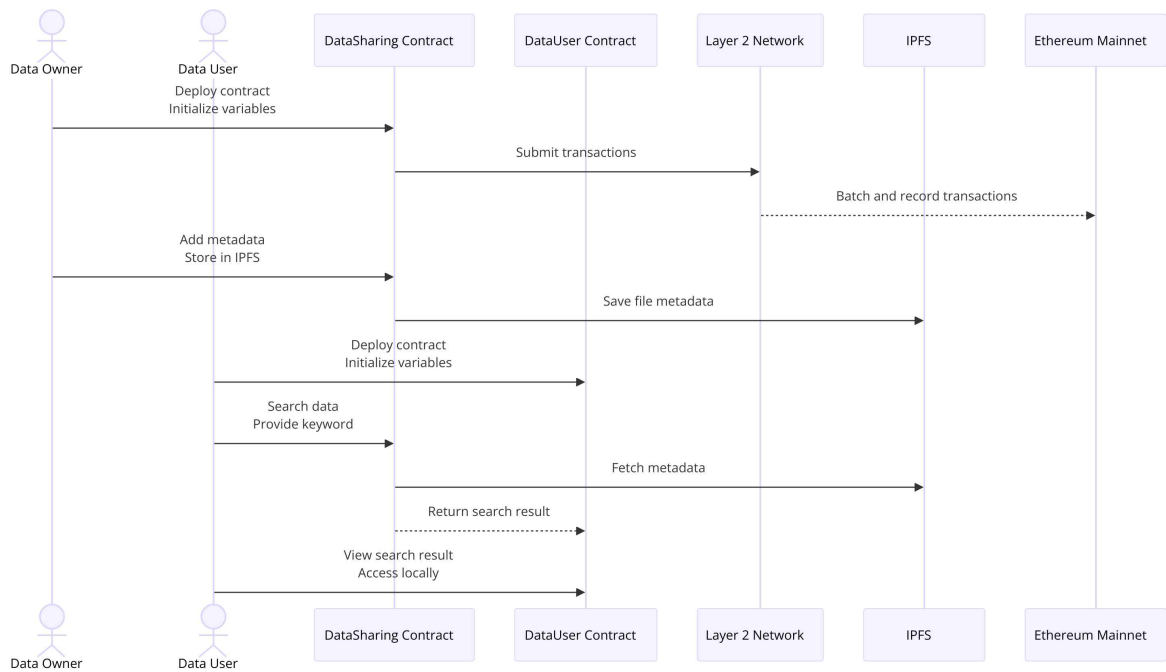 Data Owner
Data User
DataSharing Contract
DataUser Contract
Layer 2 Network
IPFS
Ethereum Mainnet
Deploy contract
Initialize variables
Submit transactions
Batch and record transactions
Add metadata
Store in IPFS
Save file metadata
Deploy contract
Initialize variables
Search data
Provide keyword
Fetch metadata
Return search result
View search result
Access locally
Data Owner
Data User
DataSharing Contract
DataUser Contract
Layer 2 Network
IPFS
Ethereum Mainnet